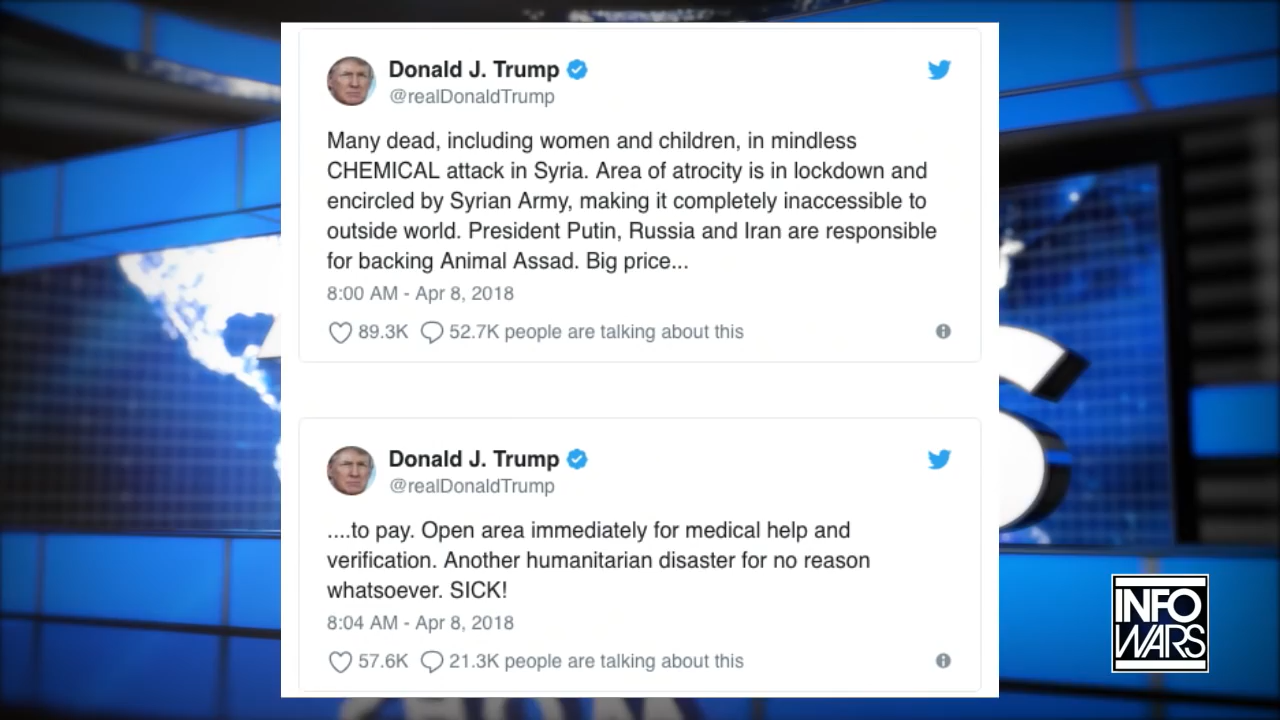 Donald J. Trump
@realDonaldTrump
Many dead, including women and children, in mindless
CHEMICAL attack in Syria. Area of atrocity is in lockdown and
encircled by Syrian Army, making it completely inaccessible to
outside world. President Putin, Russia and Iran are responsible
for backing Animal Assad. Big price...
8:00 AM - Apr 8, 2018
89.3K 52.7K people are talking about this
Donald J. Trump
@realDonaldTrump
....to pay. Open area immediately for medical help and
verification. Another humanitarian disaster for no reason
whatsoever. SICK!
8:04 AM - Apr 8, 2018
57.6K 21.3K people are talking about this
INFO
WARS